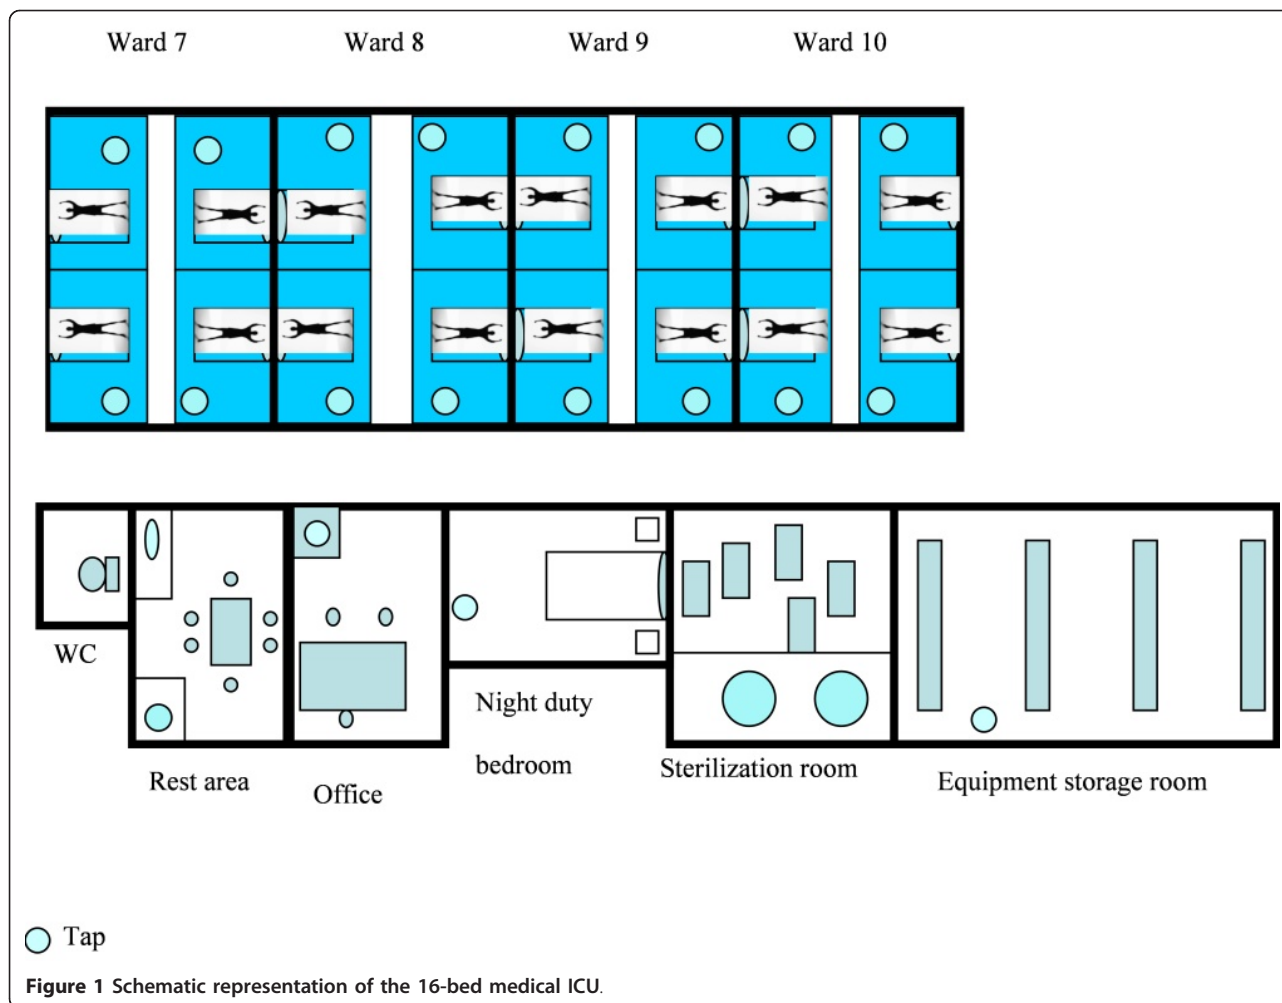 Ward 7
Ward 8
Ward 9
Ward 10
WC
Rest area
Office
Night duty
bedroom
Sterilization room
Equipment storage room
Tap
Figure 1 Schematic representation of the 16-bed medical ICU.